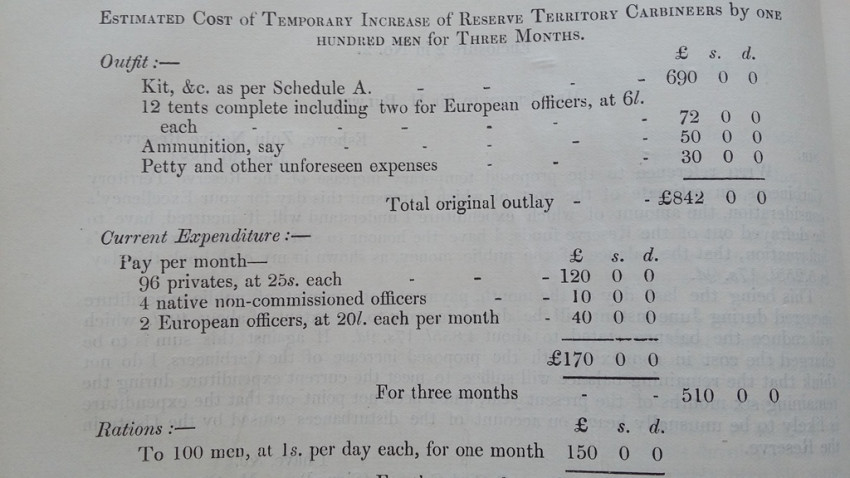 ESTIMATED COST of TEMPORARY INCREASE of RESERVE TERRITORY CARBINEERS by ONE
HUNDRED MEN for THREE MONTHS.
Outfit :— £ s. d.
Kit, &c. as per Schedule A. - - - - 690 0 0
12 tents complete including two for European officers, at 6l.
each - - - - - - 72 0 0
Ammunition, say - - - - 50 0 0
Petty and other unforeseen expenses - - - 30 0 0
Total original outlay - - £842 0 0
Current Expenditure :—
Pay per month— £ s. d.
96 privates, at 25s. each - - - 120 0 0
4 native non-commissioned officers - - 10 0 0
2 European officers, at 20l. each per month - 40 0 0
£170 0 0
For three months - - 510 0 0
Rations :— £ s. d.
To 100 men, at 1s. per day each, for one month 150 0 0